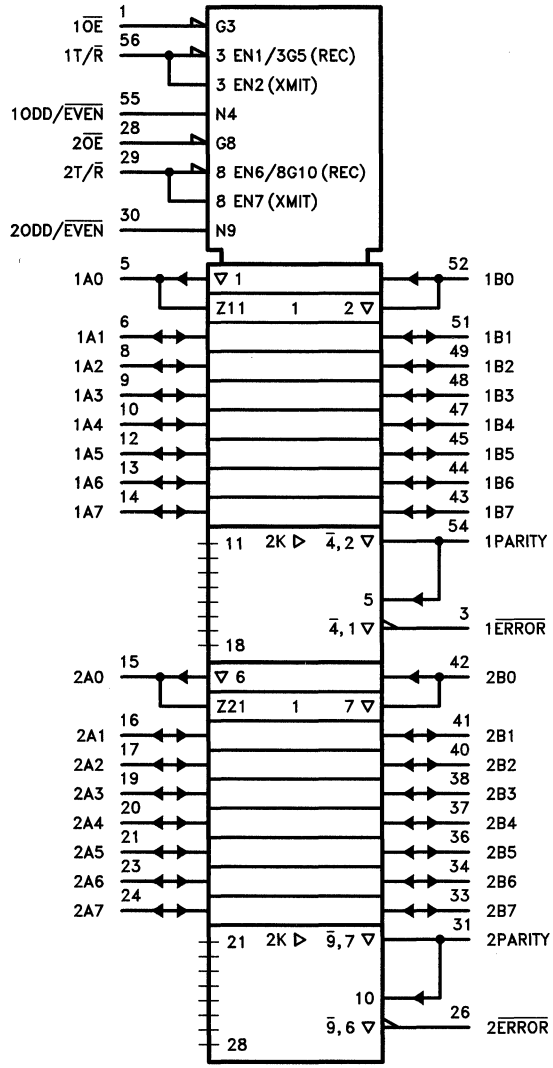 1O̅E̅ 1 G3
1T/R̅ 56 3 EN1/3G5(REC)
3 EN2(XMIT)
1ODD/E̅V̅E̅N̅ 55 N4
2O̅E̅ 28 G8
2T/R̅ 29 8 EN6/8G10(REC)
8 EN7(XMIT)
2ODD/E̅V̅E̅N̅ 30 N9
1A0 5 ▽ 1 52 1B0
Z11 1 2 ▽
1A1 6 51 1B1
1A2 8 49 1B2
1A3 9 48 1B3
1A4 10 47 1B4
1A5 12 45 1B5
1A6 13 44 1B6
1A7 14 43 1B7
11 2K ▷ 4̅,2 ▽ 54 1PARITY
5
4̅,1 ▽ 3 1E̅R̅R̅O̅R̅
18
2A0 15 ▽ 6 42 2B0
Z21 1 7 ▽
2A1 16 41 2B1
2A2 17 40 2B2
2A3 19 38 2B3
2A4 20 37 2B4
2A5 21 36 2B5
2A6 23 34 2B6
2A7 24 33 2B7
21 2K ▷ 9̅,7 ▽ 31 2PARITY
10
9̅,6 ▽ 26 2E̅R̅R̅O̅R̅
28